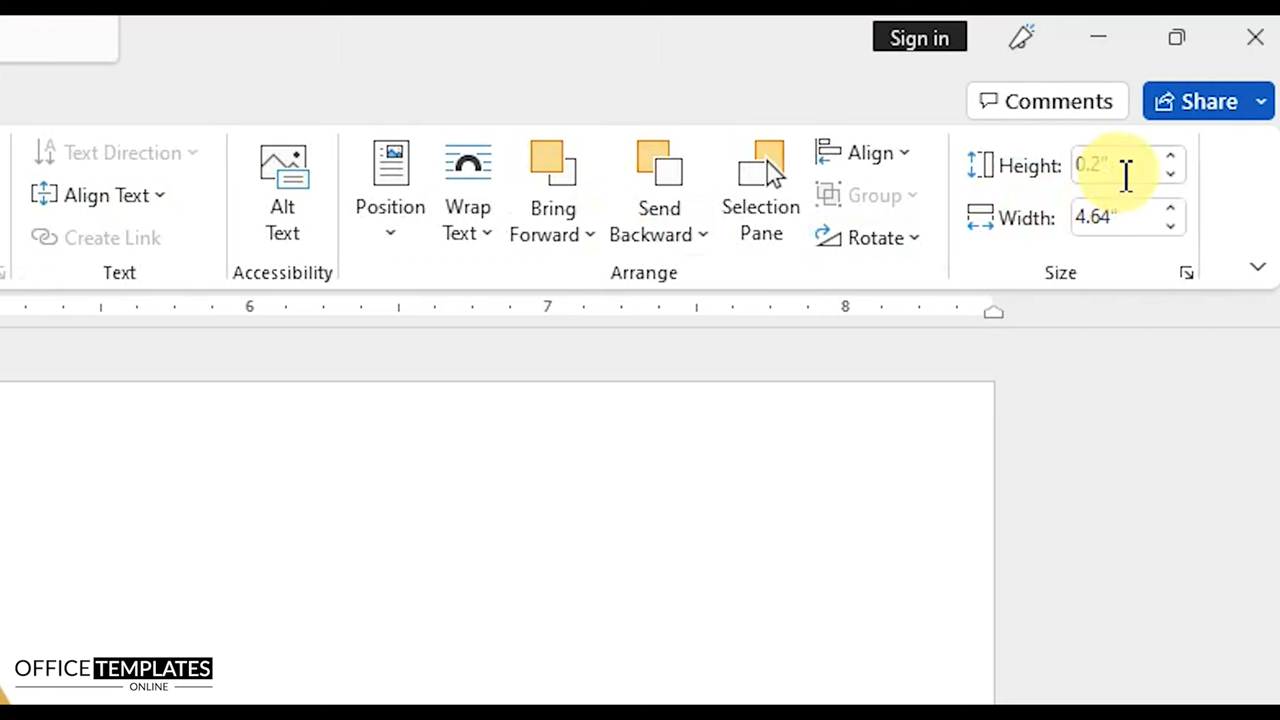 Sign in
Comments
Share
Text Direction
Align Text
Create Link
Text
Alt
Text
Accessibility
Position
Wrap
Text
Bring
Forward
Send
Backward
Selection
Pane
Align
Group
Rotate
Arrange
Height: 0.2"
Width: 4.64"
Size
6 7 8
OFFICE TEMPLATES
ONLINE